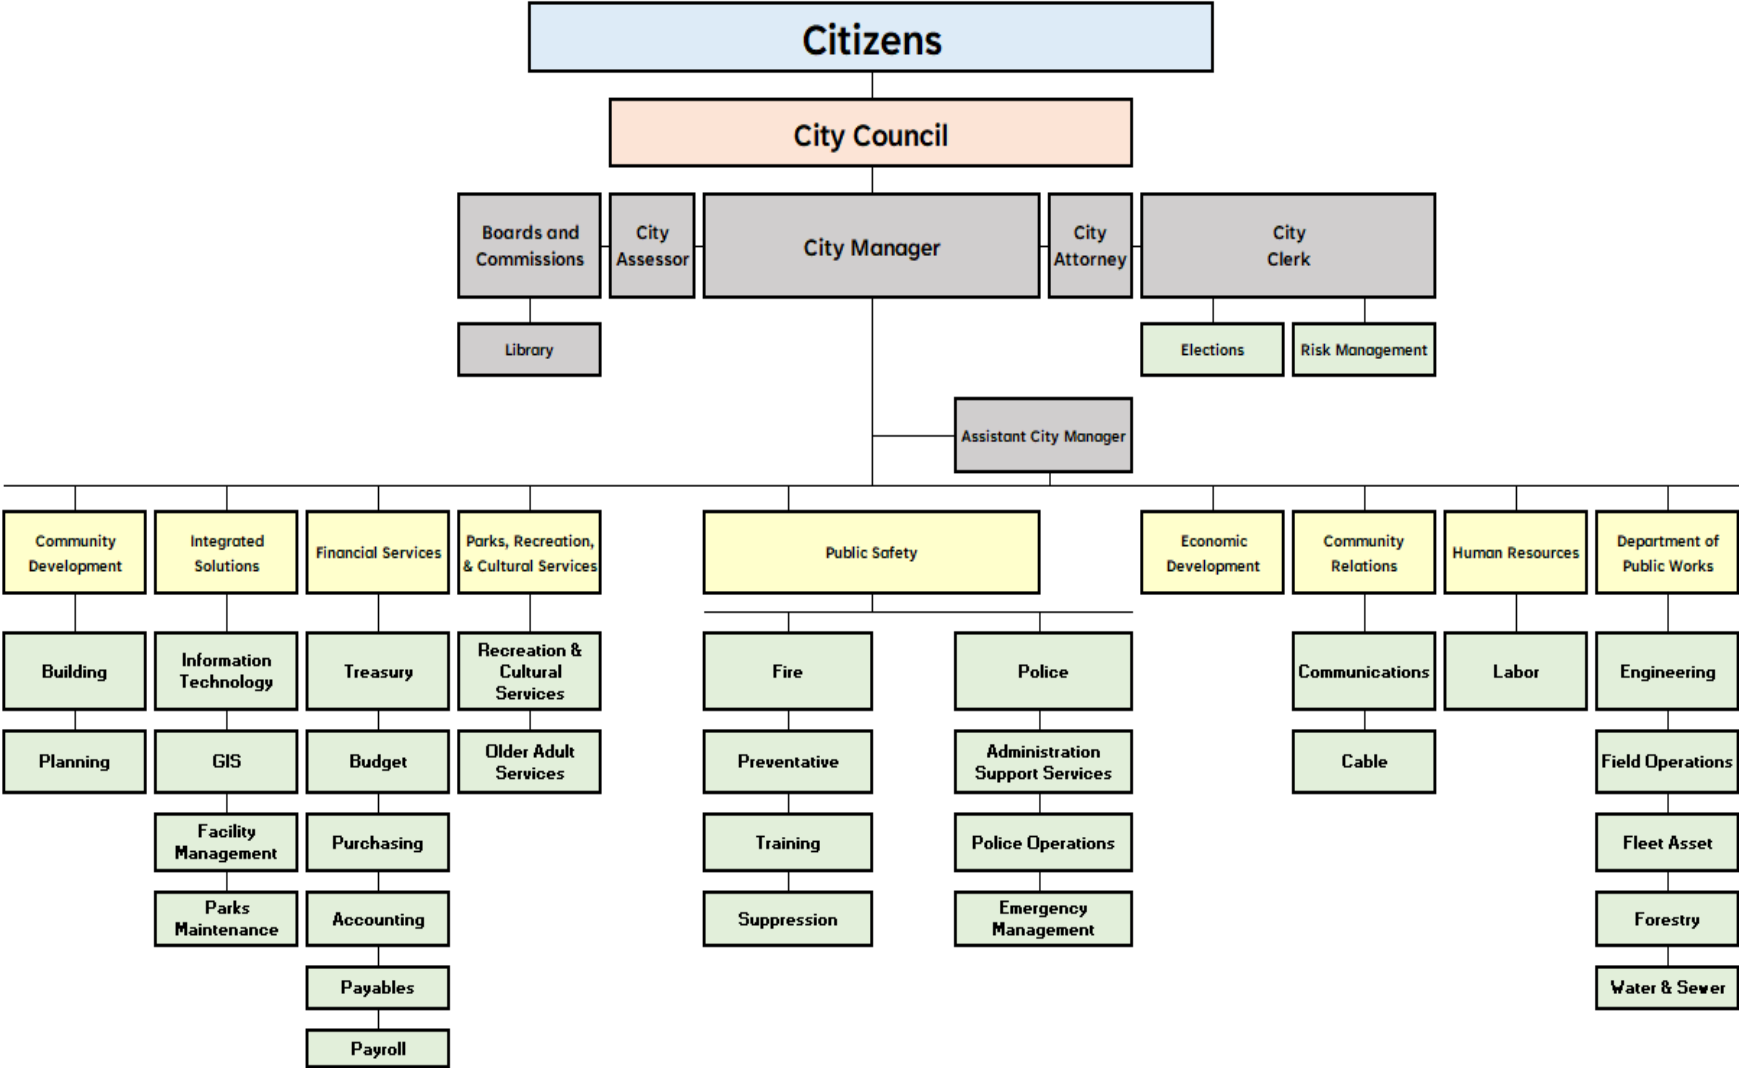 Citizens
City Council
Boards and
Commissions
City
Assessor
City Manager
City
Attorney
City
Clerk
Library
Elections
Risk Management
Assistant City Manager
Community
Development
Integrated
Solutions
Financial Services
Parks, Recreation,
& Cultural Services
Public Safety
Economic
Development
Community
Relations
Human Resources
Department of
Public Works
Building
Information
Technology
Treasury
Recreation &
Cultural
Services
Fire
Police
Communications
Labor
Engineering
Planning
GIS
Budget
Older Adult
Services
Preventative
Administration
Support Services
Cable
Field Operations
Facility
Management
Purchasing
Training
Police Operations
Fleet Asset
Parks
Maintenance
Accounting
Suppression
Emergency
Management
Forestry
Payables
Water & Sewer
Payroll